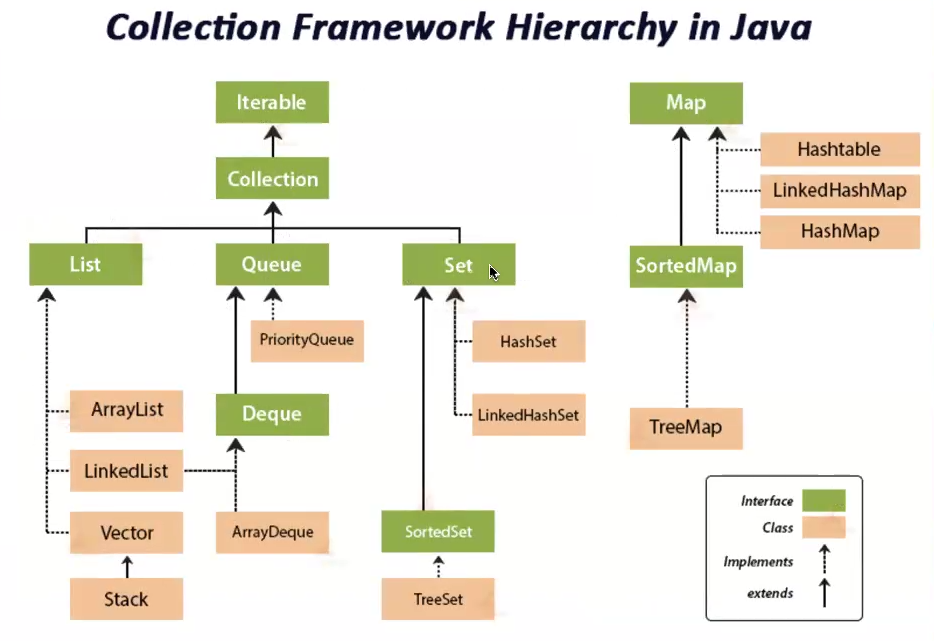 Collection Framework Hierarchy in Java
Iterable
Map
Hashtable
Collection
LinkedHashMap
HashMap
List
Queue
Set
SortedMap
PriorityQueue
HashSet
ArrayList
Deque
LinkedHashSet
TreeMap
LinkedList
Vector
ArrayDeque
SortedSet
Stack
TreeSet
Interface
Class
Implements
extends